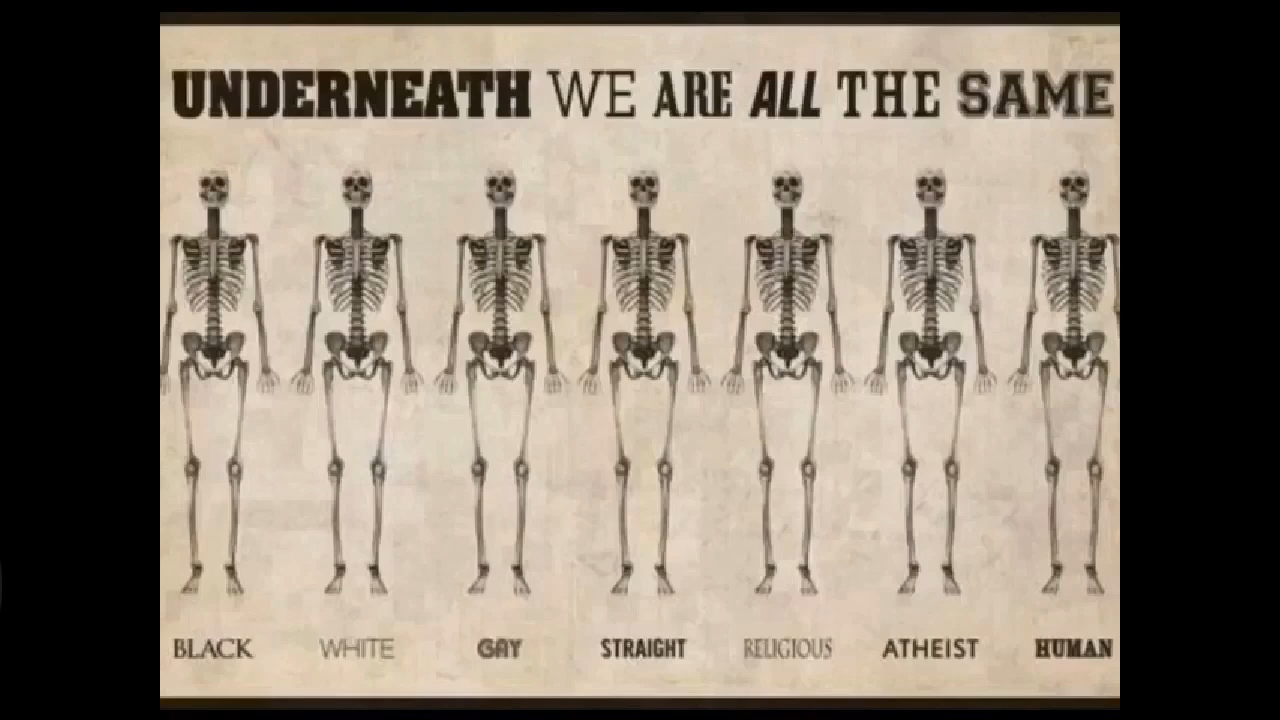 UNDERNEATH WE ARE ALL THE SAME
BLACK WHITE GAY STRAIGHT RELIGIOUS ATHEIST HUMAN